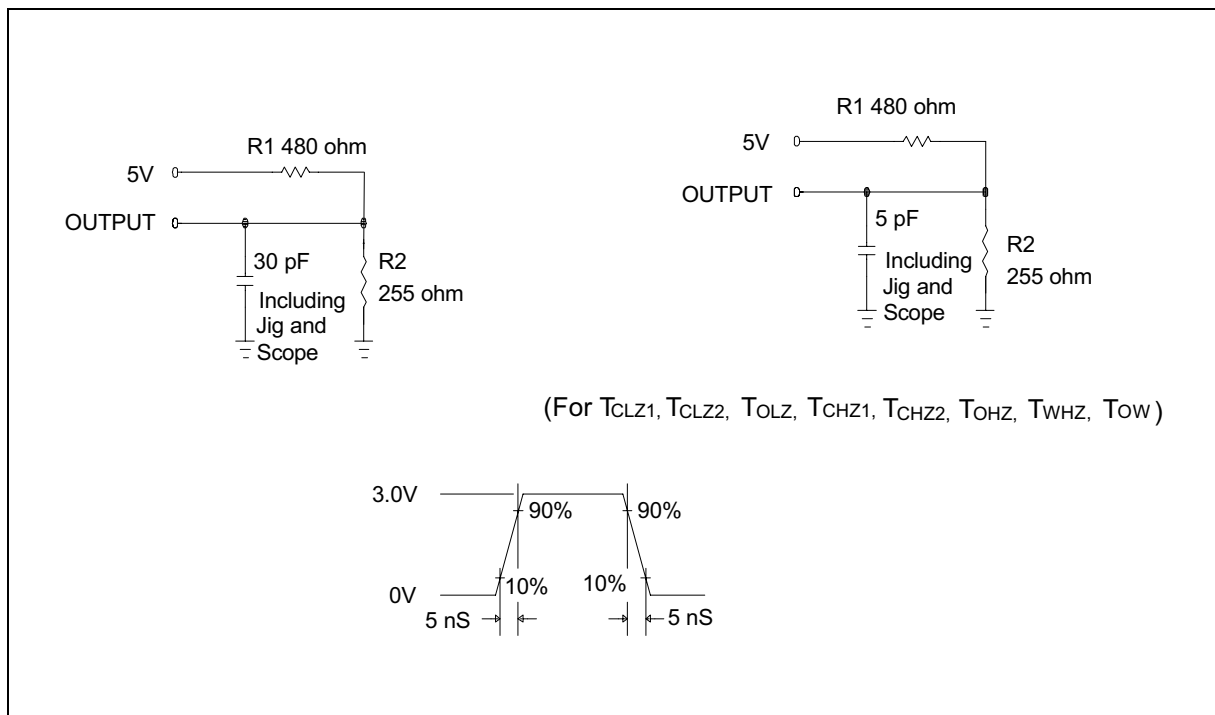 R1 480 ohm
5V
OUTPUT
30 pF
Including
Jig and
Scope
R2
255 ohm
R1 480 ohm
5V
OUTPUT
5 pF
Including
Jig and
Scope
R2
255 ohm
(For TCLZ1, TCLZ2, TOLZ, TCHZ1, TCHZ2, TOHZ, TWHZ, TOW)
3.0V
90%
90%
10%
10%
0V
5 nS
5 nS